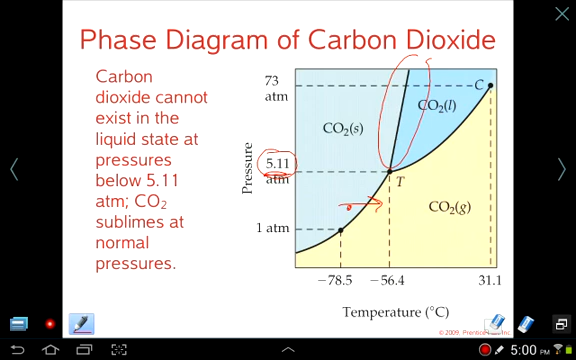 Phase Diagram of Carbon Dioxide
Carbon
dioxide cannot
exist in the
liquid state at
pressures
below 5.11
atm; CO₂
sublimes at
normal
pressures.
Pressure
73
atm
5.11
atm
1 atm
CO₂(s)
CO₂(l)
C
T
CO₂(g)
−78.5
−56.4
31.1
Temperature (°C)
© 2009, Prentice
Inc
5:00 PM